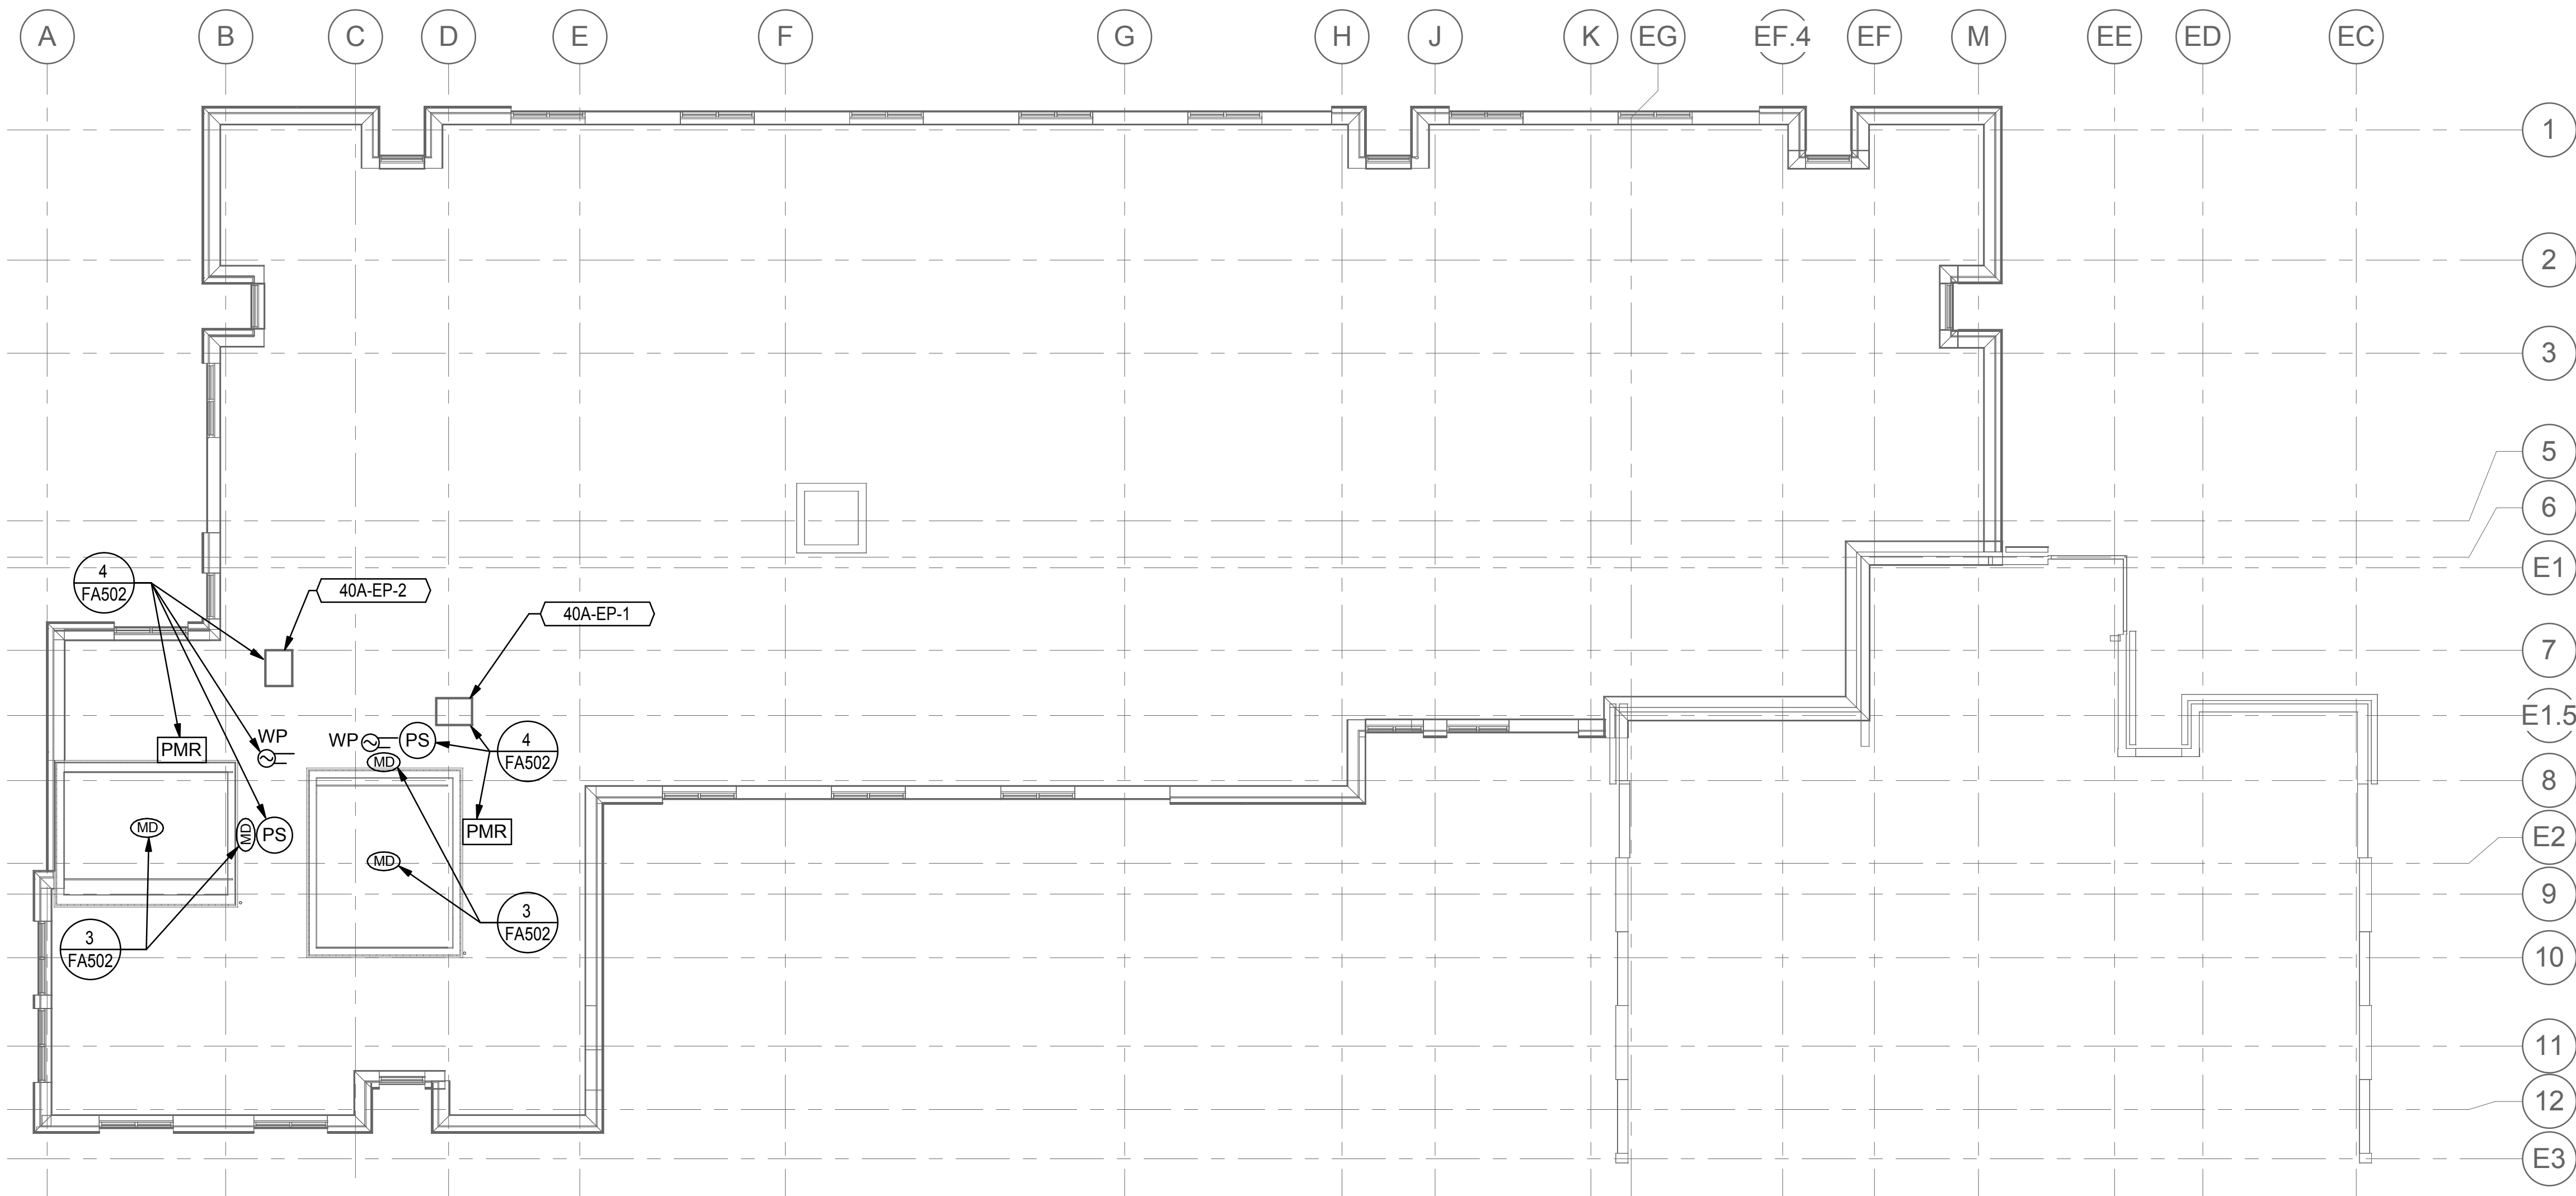 A B C D E F G H J K EG EF.4 EF M EE ED EC
1
2
3
5
6
E1
7
E1.5
8
E2
9
10
11
12
E3
4
FA502
40A-EP-2
40A-EP-1
PMR
WP
WP
PS
MD
4
FA502
MD
MD
PS
PMR
MD
3
FA502
3
FA502